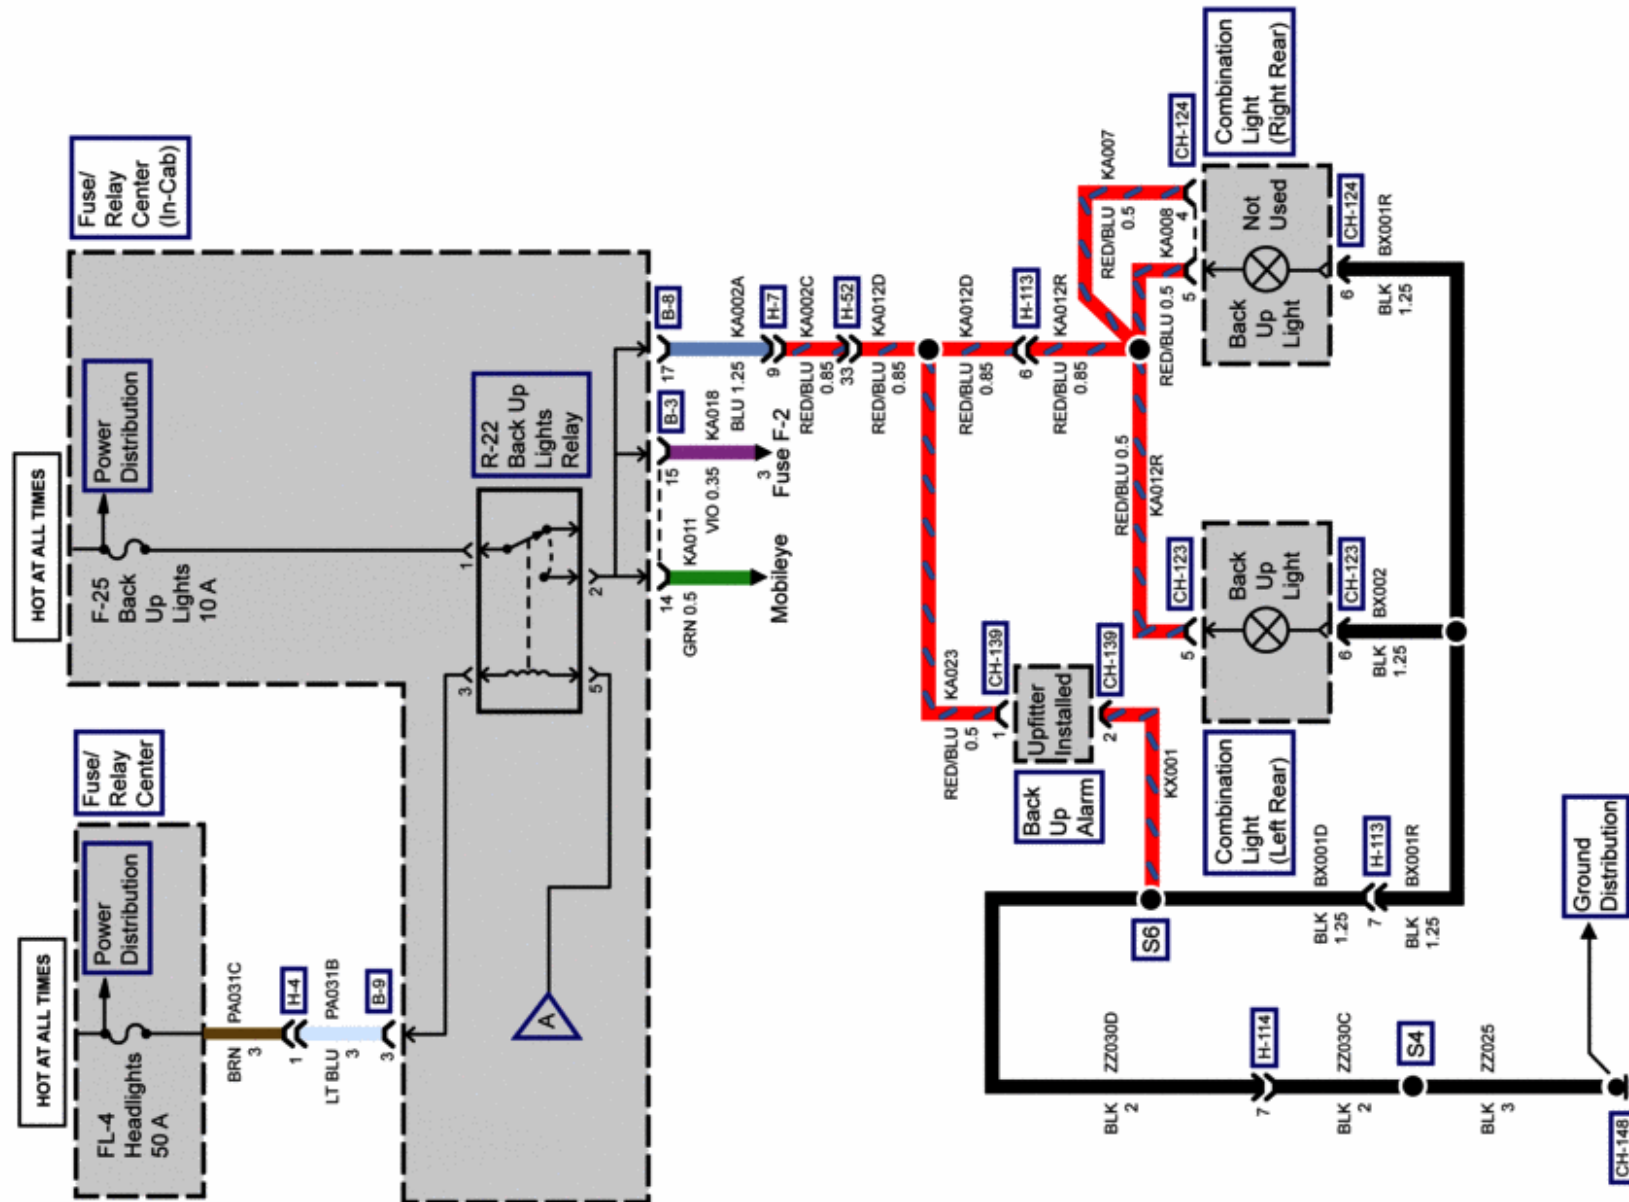 HOT AT ALL TIMES
FL-4
Headlights
50 A
Power
Distribution
Fuse/
Relay
Center
BRN
3
PA031C
H-4
1
LT BLU
3
PA031B
B-9
3
HOT AT ALL TIMES
F-25
Back
Up
Lights
10 A
Power
Distribution
Fuse/
Relay
Center
(In-Cab)
R-22
Back Up
Lights
Relay
3
1
5
2
A
14
GRN 0.5
KA011
Mobileye
15
B-3
VIO 0.35
KA018
3
Fuse F-2
17
B-8
BLU 1.25
KA002A
9
H-7
RED/BLU
0.85
KA002C
33
H-52
RED/BLU
0.85
KA012D
RED/BLU
0.85
KA012D
6
H-113
RED/BLU
0.85
KA012R
RED/BLU
0.5
KA023
1
CH-139
Upfitter
Installed
Back
Up
Alarm
2
CH-139
KX001
S6
RED/BLU 0.5
KA012R
RED/BLU 0.5
KA008
RED/BLU
0.5
KA007
5
CH-123
Back
Up
Light
Combination
Light
(Left Rear)
6
CH-123
BLK
1.25
BX002
5
4
CH-124
Back
Up
Light
Not
Used
Combination
Light
(Right Rear)
6
CH-124
BLK
1.25
BX001R
BLK
1.25
BX001D
7
H-113
BLK
1.25
BX001R
BLK
2
ZZ030D
7
H-114
BLK
2
ZZ030C
S4
BLK
3
ZZ025
CH-148
Ground
Distribution